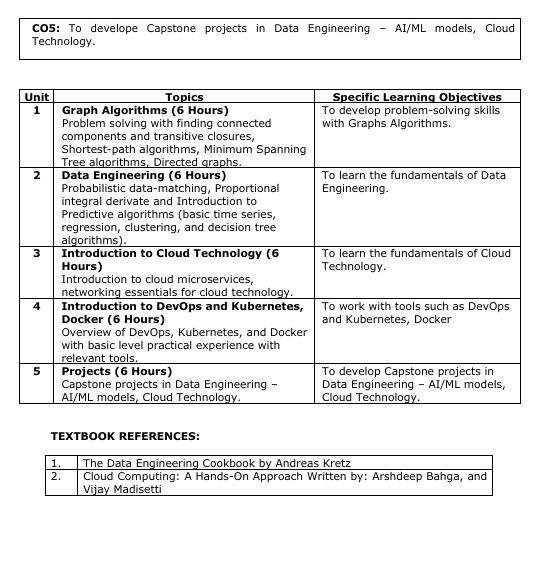 CO5: To develope Capstone projects in Data Engineering – AI/ML models, Cloud
Technology.
Unit Topics Specific Learning Objectives
1 Graph Algorithms (6 Hours)
Problem solving with finding connected
components and transitive closures,
Shortest-path algorithms, Minimum Spanning
Tree algorithms, Directed graphs.
To develop problem-solving skills
with Graphs Algorithms.
2 Data Engineering (6 Hours)
Probabilistic data-matching, Proportional
integral derivate and Introduction to
Predictive algorithms (basic time series,
regression, clustering, and decision tree
algorithms).
To learn the fundamentals of Data
Engineering.
3 Introduction to Cloud Technology (6
Hours)
Introduction to cloud microservices,
networking essentials for cloud technology.
To learn the fundamentals of Cloud
Technology.
4 Introduction to DevOps and Kubernetes,
Docker (6 Hours)
Overview of DevOps, Kubernetes, and Docker
with basic level practical experience with
relevant tools.
To work with tools such as DevOps
and Kubernetes, Docker
5 Projects (6 Hours)
Capstone projects in Data Engineering –
AI/ML models, Cloud Technology.
To develop Capstone projects in
Data Engineering – AI/ML models,
Cloud Technology.
TEXTBOOK REFERENCES:
1. The Data Engineering Cookbook by Andreas Kretz
2. Cloud Computing: A Hands-On Approach Written by: Arshdeep Bahga, and
Vijay Madisetti